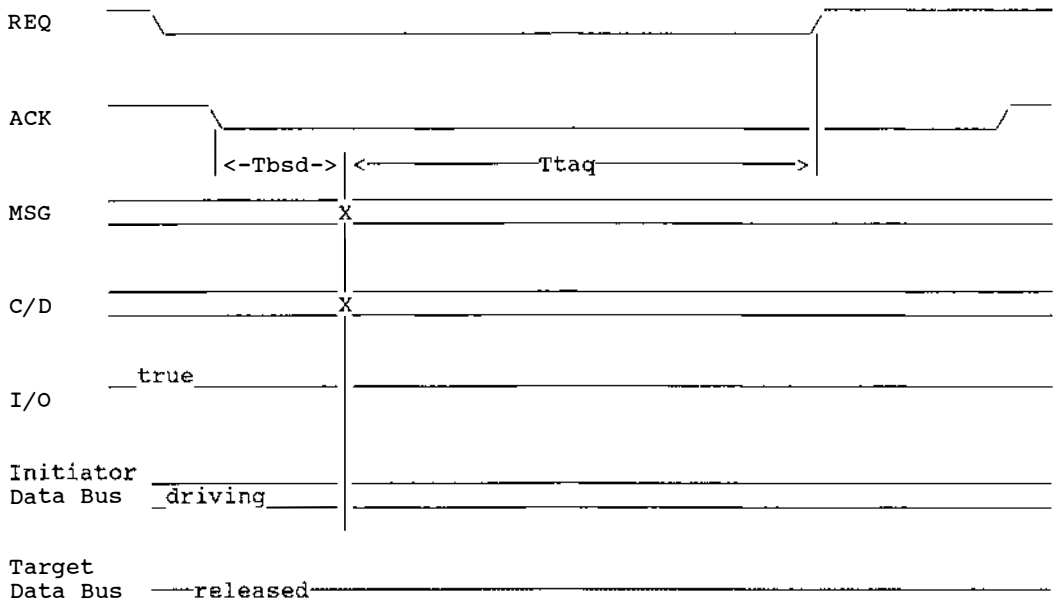 REQ
ACK
<-Tbsd-> <- Ttaq >
MSG X
C/D X
true
I/O
Initiator
Data Bus driving
Target
Data Bus released